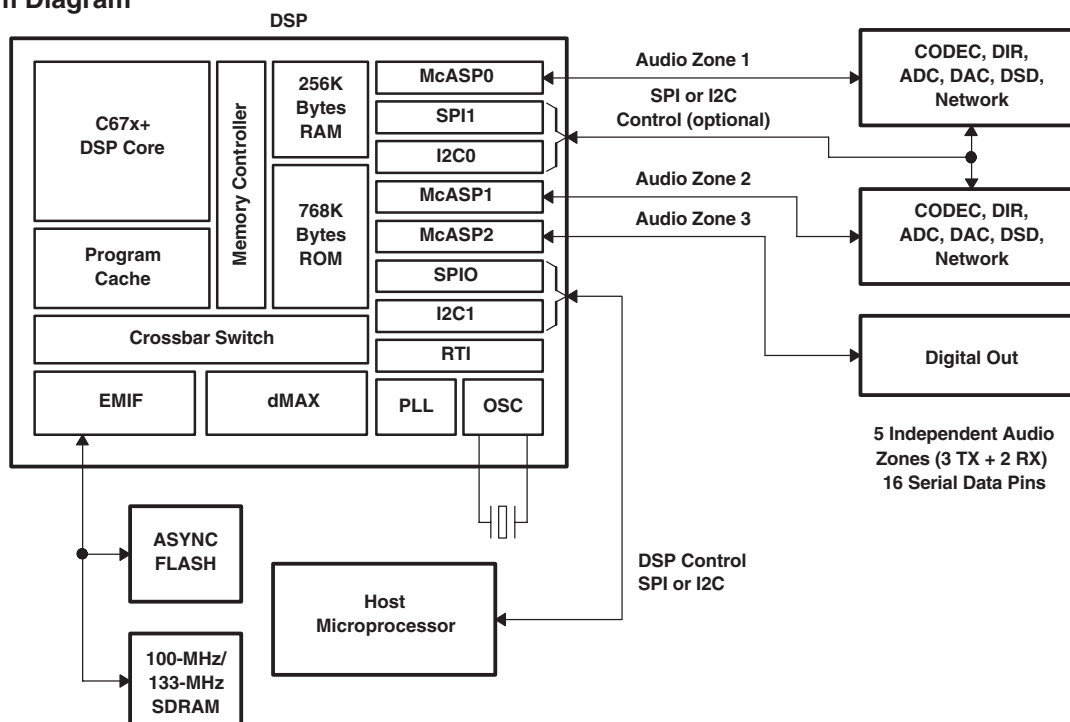 Diagram
DSP
C67x+
DSP Core
Program
Cache
Memory Controller
256K
Bytes
RAM
768K
Bytes
ROM
Crossbar Switch
EMIF
dMAX
McASP0
SPI1
I2C0
McASP1
McASP2
SPIO
I2C1
RTI
PLL
OSC
Audio Zone 1
SPI or I2C
Control (optional)
Audio Zone 2
Audio Zone 3
CODEC, DIR,
ADC, DAC, DSD,
Network
CODEC, DIR,
ADC, DAC, DSD,
Network
Digital Out
5 Independent Audio
Zones (3 TX + 2 RX)
16 Serial Data Pins
DSP Control
SPI or I2C
ASYNC
FLASH
Host
Microprocessor
100-MHz/
133-MHz
SDRAM